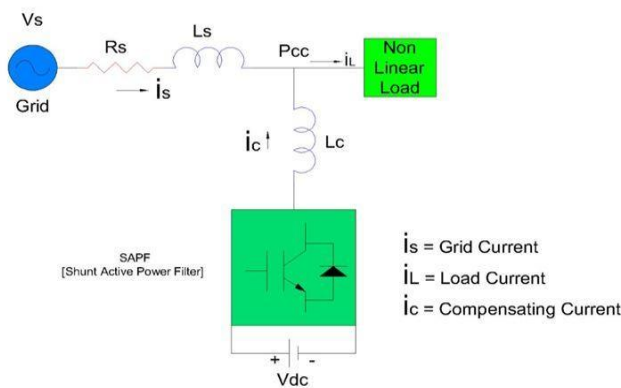 Vs
Rs
Ls
Pcc
iL
Non
Linear
Load
Grid
is
ic
Lc
SAPF
[Shunt Active Power Filter]
is = Grid Current
iL = Load Current
ic = Compensating Current
+ -
Vdc